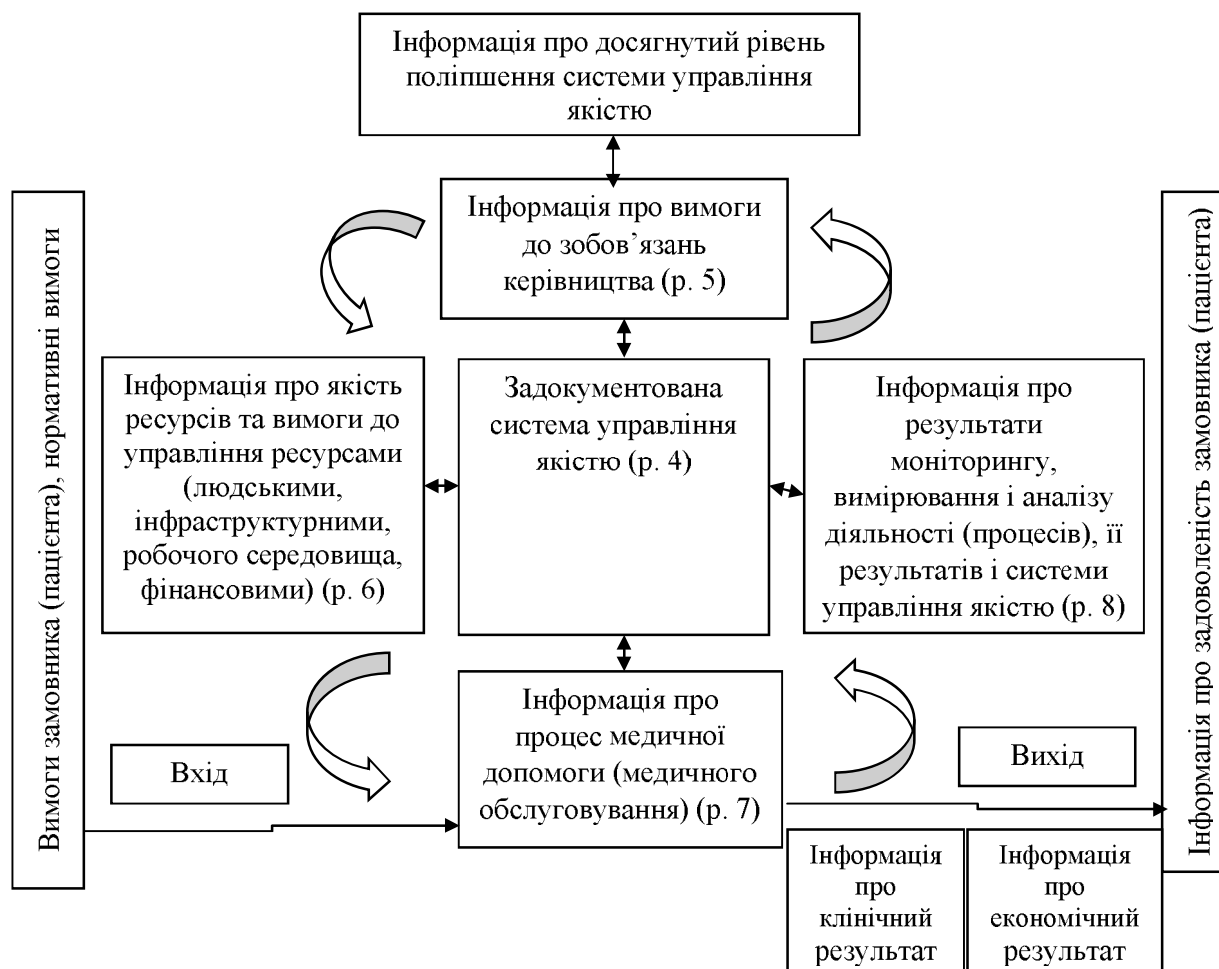 Інформація про досягнутий рівень
поліпшення системи управління
якістю
Вимоги замовника (пацієнта), нормативні вимоги
Інформація про вимоги
до зобов’язань
керівництва (р. 5)
Інформація про якість
ресурсів та вимоги до
управління ресурсами
(людськими,
інфраструктурними,
робочого середовища,
фінансовими) (р. 6)
Задокументована
система управління
якістю (р. 4)
Інформація про
результати
моніторингу,
вимірювання і аналізу
діяльності (процесів), її
результатів і системи
управління якістю (р. 8)
Інформація про задоволеність замовника (пацієнта)
Вхід
Інформація про
процес медичної
допомоги (медичного
обслуговування) (р. 7)
Вихід
Інформація
про
клінічний
результат
Інформація
про
економічний
результат